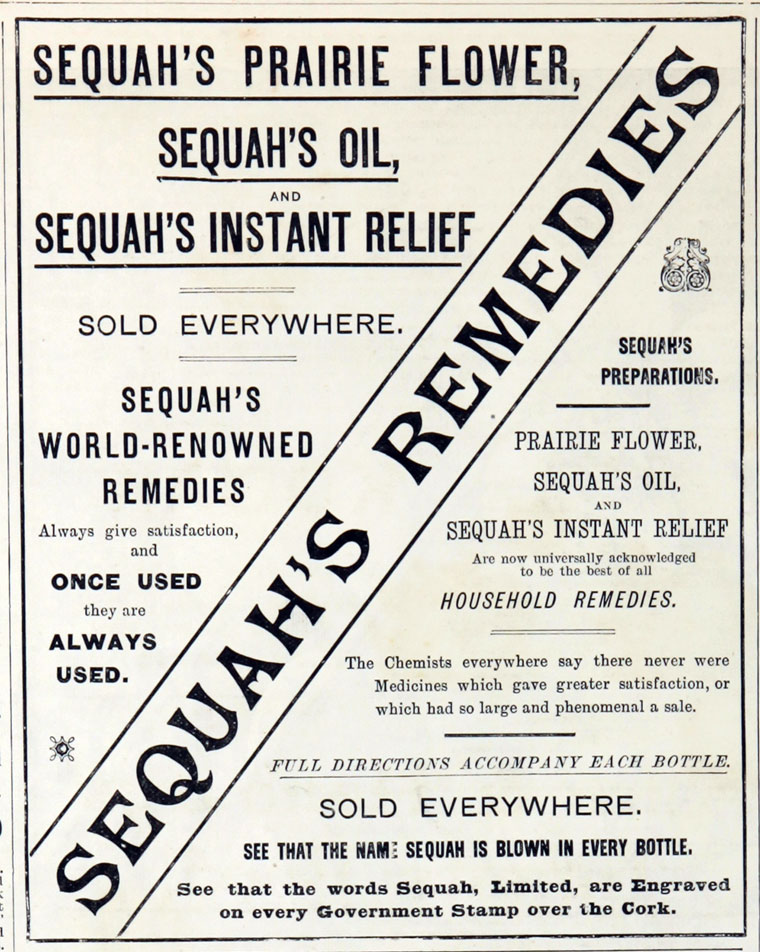 SEQUAH'S PRAIRIE FLOWER,
SEQUAH'S OIL,
AND
SEQUAH'S INSTANT RELIEF
SOLD EVERYWHERE.
SEQUAH'S
WORLD-RENOWNED
REMEDIES
Always give satisfaction,
and
ONCE USED
they are
ALWAYS
USED.
SEQUAH'S REMEDIES
SEQUAH'S
PREPARATIONS.
PRAIRIE FLOWER,
SEQUAH'S OIL,
AND
SEQUAH'S INSTANT RELIEF
Are now universally acknowledged
to be the best of all
HOUSEHOLD REMEDIES.
The Chemists everywhere say there never were
Medicines which gave greater satisfaction, or
which had so large and phenomenal a sale.
FULL DIRECTIONS ACCOMPANY EACH BOTTLE.
SOLD EVERYWHERE.
SEE THAT THE NAME SEQUAH IS BLOWN IN EVERY BOTTLE.
See that the words Sequah, Limited, are Engraved
on every Government Stamp over the Cork.